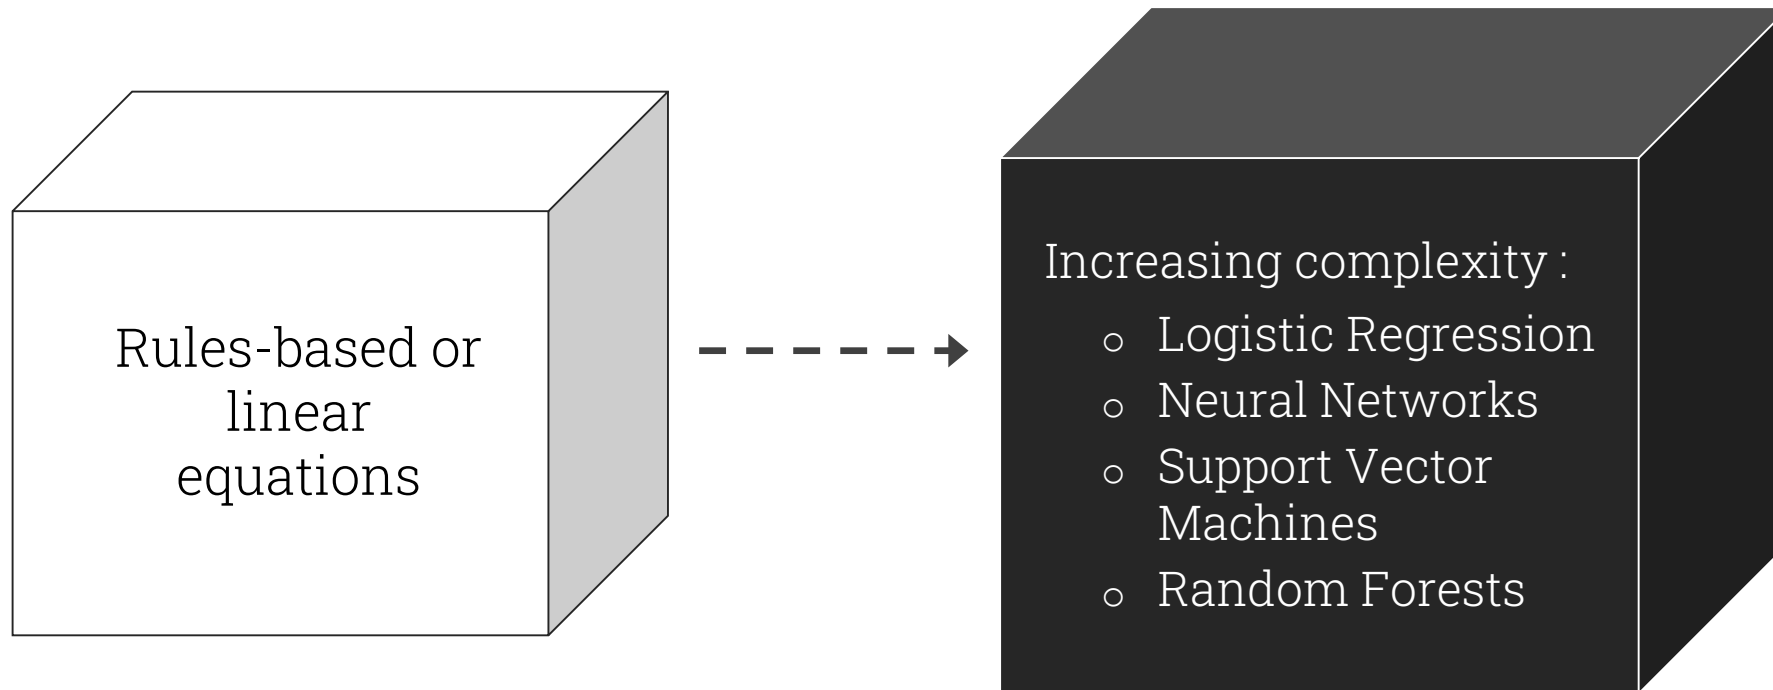 Rules-based or
linear
equations
Increasing complexity :
o Logistic Regression
o Neural Networks
o Support Vector
Machines
o Random Forests